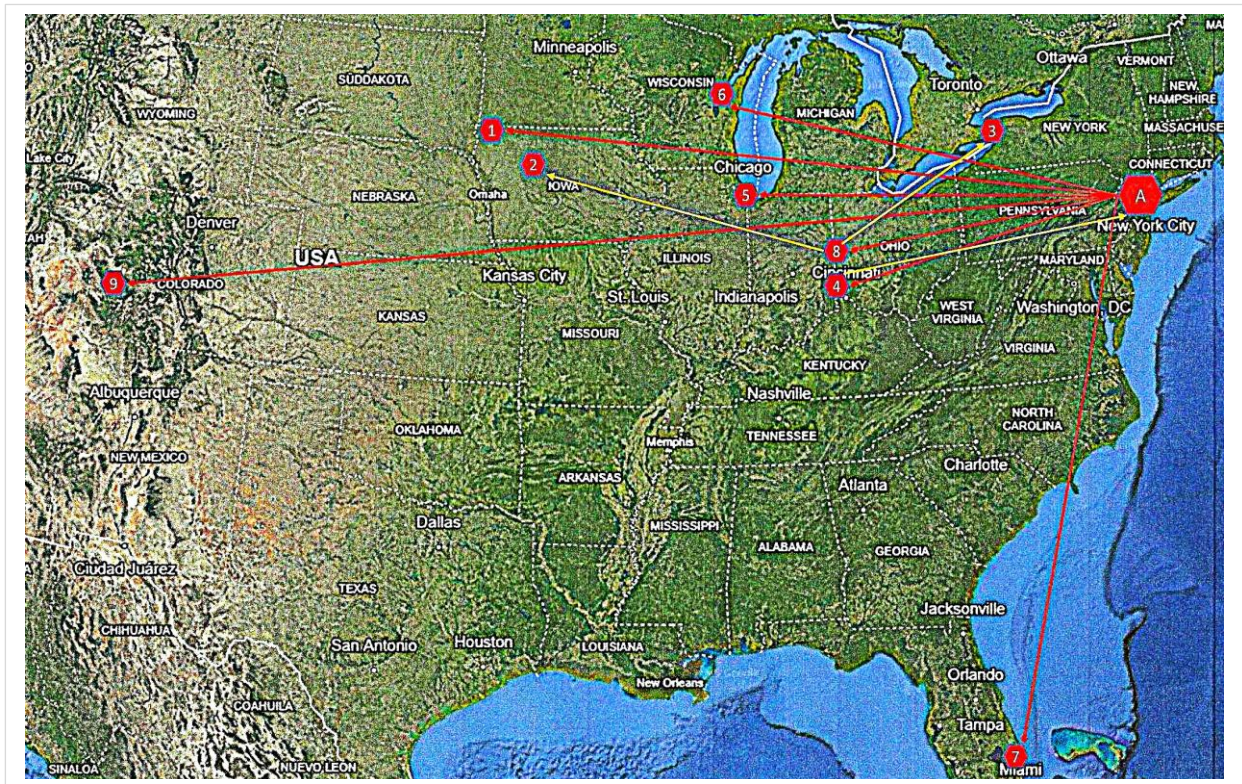 Minneapolis
Ottawa
VERMONT
MA
SÜDDAKOTA
WISCONSIN
Toronto
NEW
HAMPSHIRE
WYOMING
6
MICHIGAN
1
3
NEW YORK
MASSACHUSE
Lake City
Chicago
CONNECTICUT
2
IOWA
Omaha
NEBRASKA
5
A
PENNSYLVANIA
Denver
New York City
AH
USA
ILLINOIS
8
OHIO
MARYLAND
Kansas City
Cincinnati
9
COLORADO
4
St. Louis
Indianapolis
WEST
VIRGINIA
Washington, DC
KANSAS
MISSOURI
VIRGINIA
KENTUCKY
Albuquerque
Nashville
NORTH
CAROLINA
OKLAHOMA
Memphis
TENNESSEE
NEW MEXICO
Charlotte
ARKANSAS
Atlanta
Dallas
MISSISSIPPI
ALABAMA
GEORGIA
Ciudad Juárez
TEXAS
Jacksonville
CHIHUAHUA
San Antonio
Houston
LOUISIANA
Orlando
New Orleans
COAHUILA
Tampa
7
SINALOA
NUEVO LEON
Miami